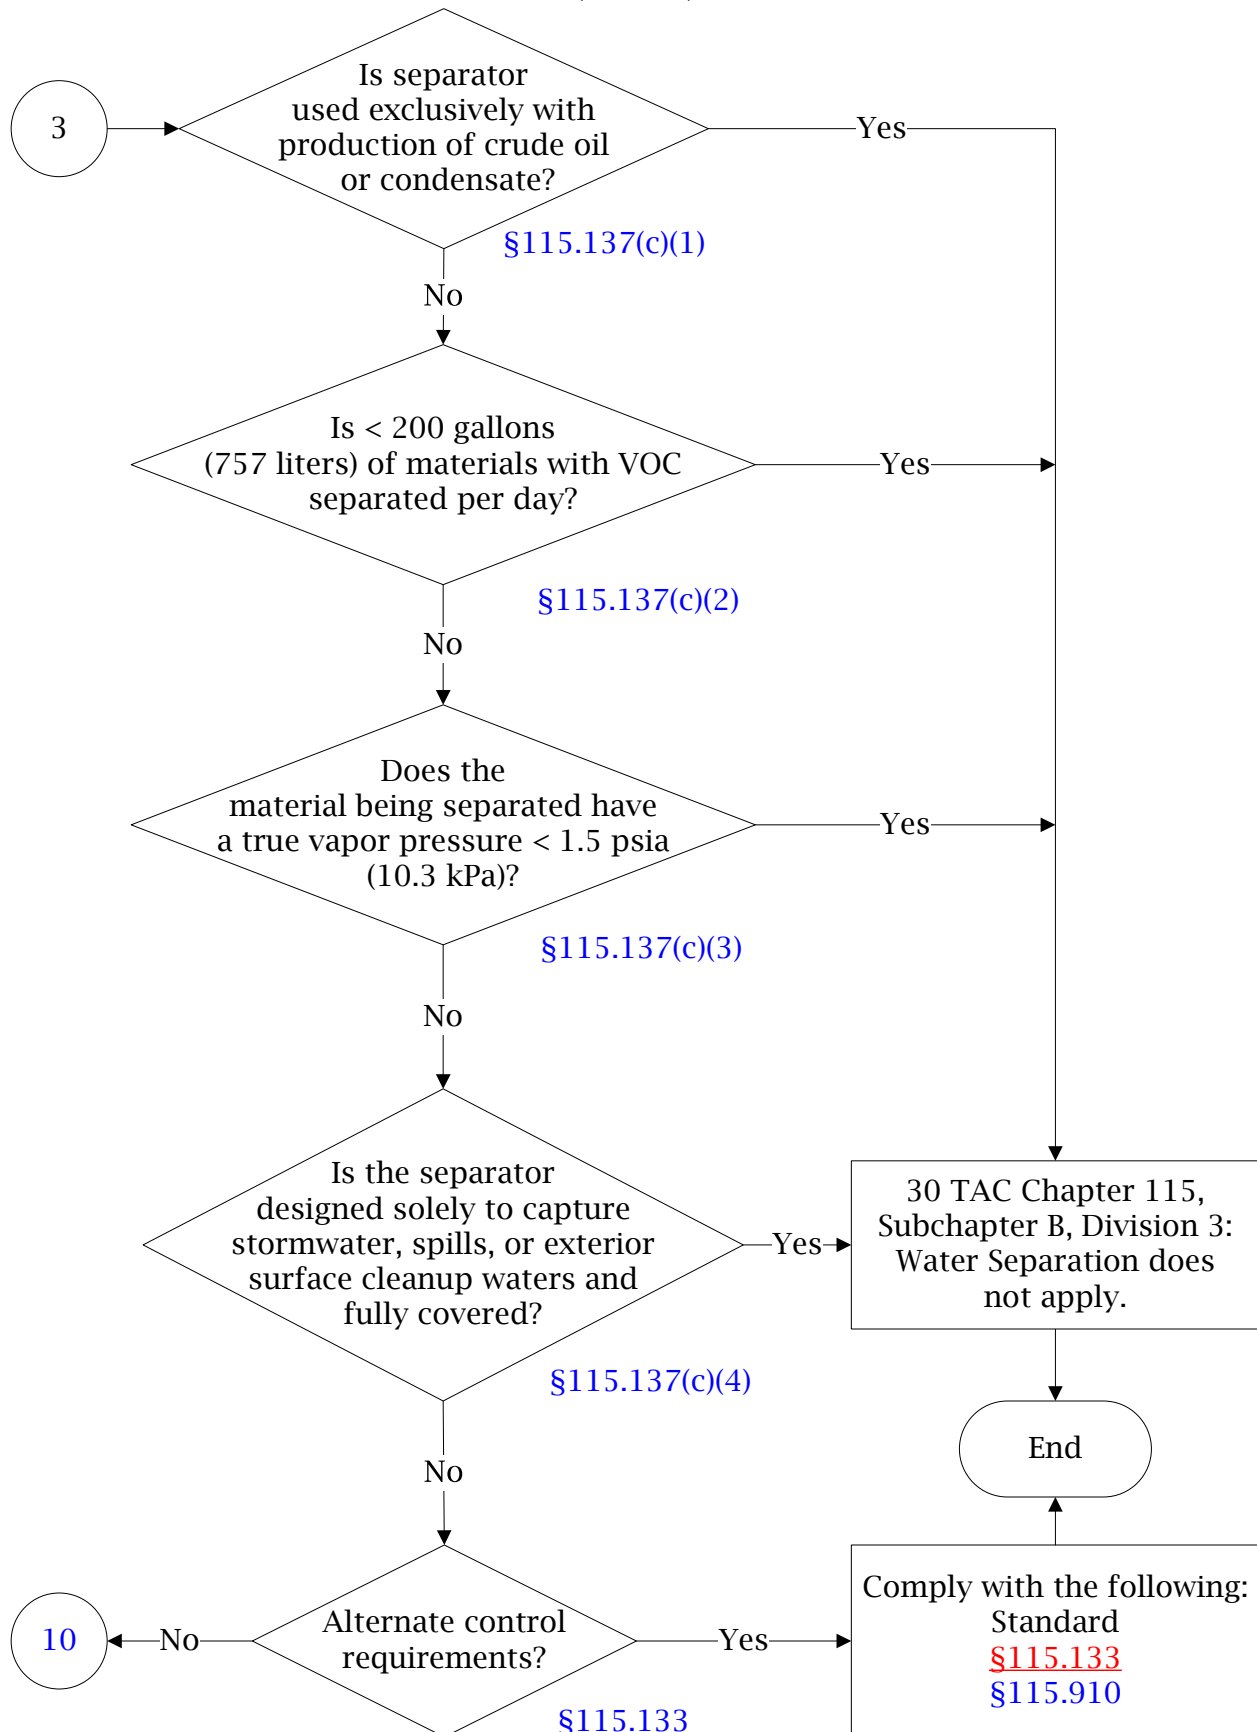 3
Is separator
used exclusively with
production of crude oil
or condensate?
Yes
§115.137(c)(1)
No
Is < 200 gallons
(757 liters) of materials with VOC
separated per day?
Yes
§115.137(c)(2)
No
Does the
material being separated have
a true vapor pressure < 1.5 psia
(10.3 kPa)?
Yes
§115.137(c)(3)
No
Is the separator
designed solely to capture
stormwater, spills, or exterior
surface cleanup waters and
fully covered?
Yes
30 TAC Chapter 115,
Subchapter B, Division 3:
Water Separation does
not apply.
§115.137(c)(4)
End
No
Alternate control
requirements?
No
10
Yes
Comply with the following:
Standard
§115.133
§115.910
§115.133